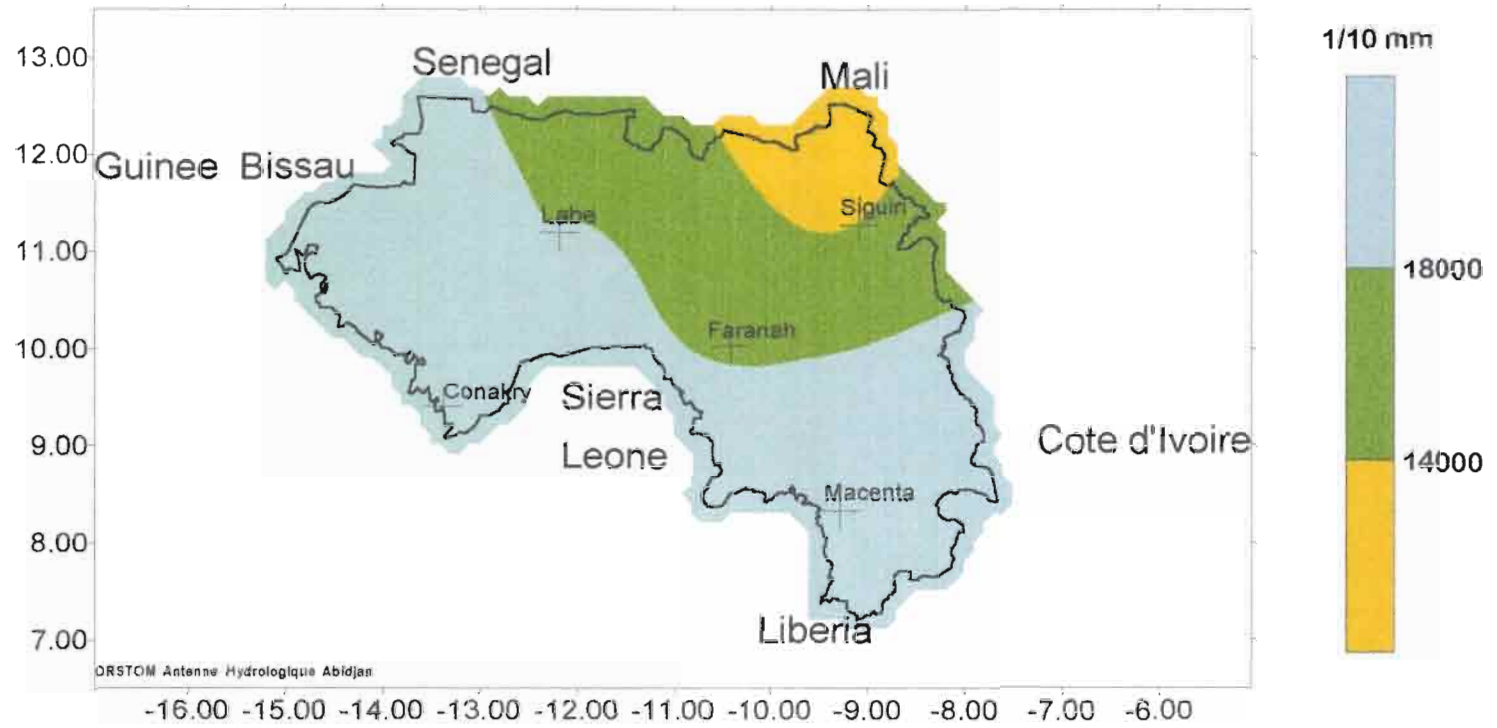 1/10 mm
13.00
Senegal
Mali
12.00
Guinee Bissau
Siguiri
Labe
11.00
18000
Faranah
10.00
Conakry
Sierra
Leone
9.00
Cote d'Ivoire
14000
Macenta
8.00
Liberia
7.00
ORSTOM Antenne Hydrologique Abidjan
-16.00 -15.00 -14.00 -13.00 -12.00 -11.00 -10.00 -9.00 -8.00 -7.00 -6.00